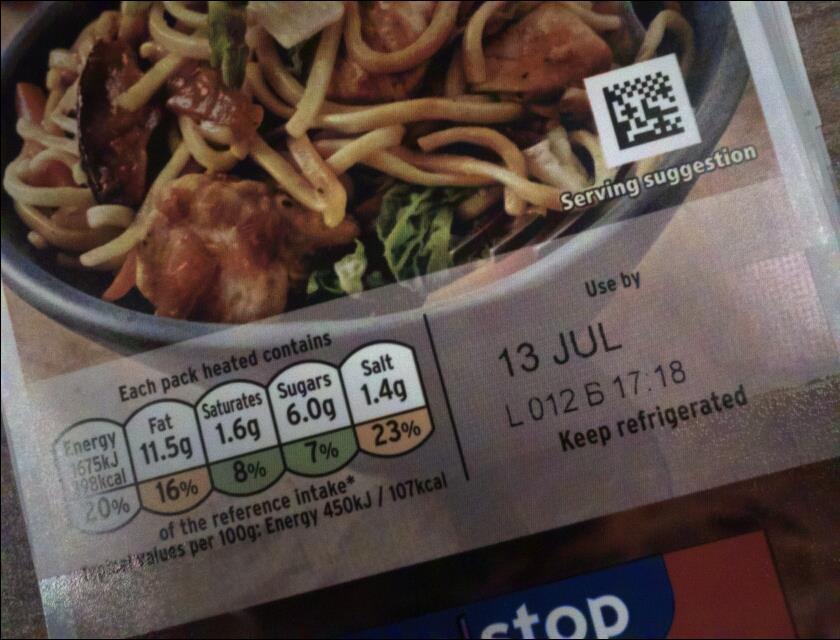 Serving suggestion
Use by
13 JUL
L 012 B 17:18
Keep refrigerated
Each pack heated contains
Energy
1675kJ
398kcal
20%
Fat
11.5g
16%
Saturates
1.6g
8%
Sugars
6.0g
7%
Salt
1.4g
23%
of the reference intake*
Typical values per 100g: Energy 450kJ / 107kcal
stop